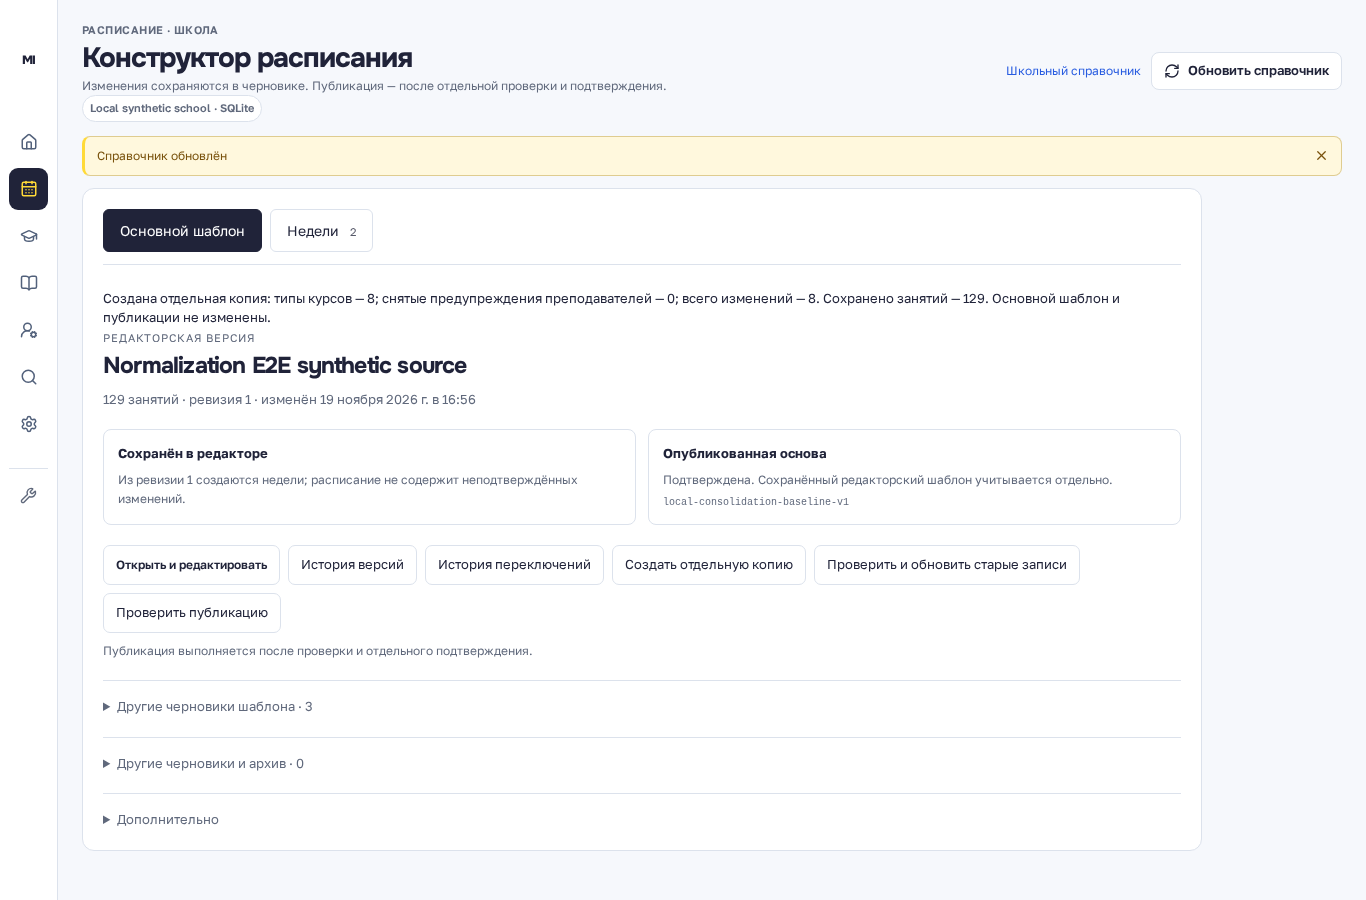 РАСПИСАНИЕ · ШКОЛА
MI
Конструктор расписания
Изменения сохраняются в черновике. Публикация — после отдельной проверки и подтверждения.
Local synthetic school · SQLite
Школьный справочник
Обновить справочник
Справочник обновлён
Основной шаблон
Недели 2
Создана отдельная копия: типы курсов — 8; снятые предупреждения преподавателей — 0; всего изменений — 8. Сохранено занятий — 129. Основной шаблон и
публикации не изменены.
РЕДАКТОРСКАЯ ВЕРСИЯ
Normalization E2E synthetic source
129 занятий · ревизия 1 · изменён 19 ноября 2026 г. в 16:56
Сохранён в редакторе
Из ревизии 1 создаются недели; расписание не содержит неподтверждённых
изменений.
Опубликованная основа
Подтверждена. Сохранённый редакторский шаблон учитывается отдельно.
local-consolidation-baseline-v1
Открыть и редактировать
История версий
История переключений
Создать отдельную копию
Проверить и обновить старые записи
Проверить публикацию
Публикация выполняется после проверки и отдельного подтверждения.
Другие черновики шаблона · 3
Другие черновики и архив · 0
Дополнительно